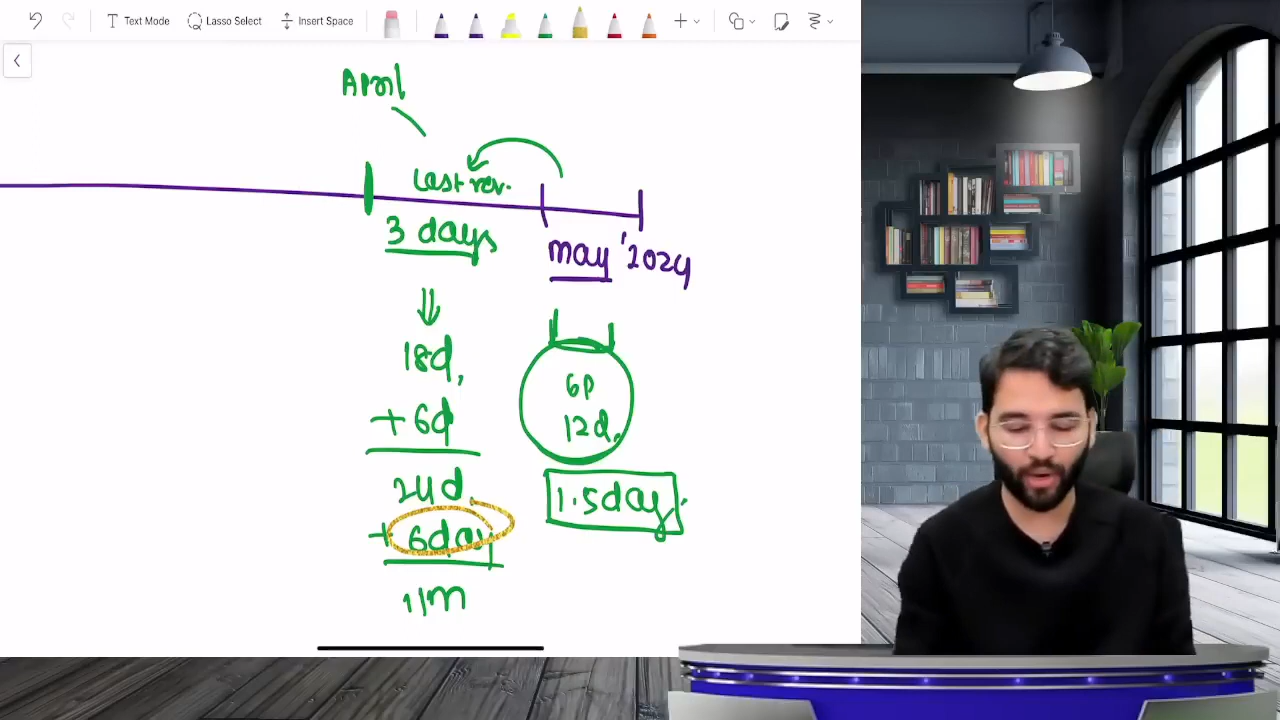 Text Mode Lasso Select Insert Space
April
Last rev.
3 days
may '2024
18d,
+ 6d
24d
+ 6day
1m
6P
12d,
1.5day